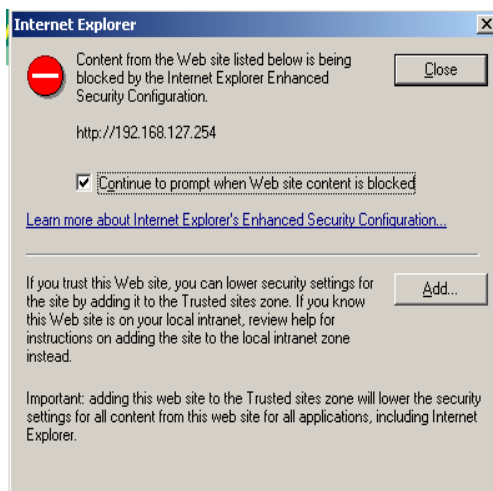 Internet Explorer
Content from the Web site listed below is being
blocked by the Internet Explorer Enhanced
Security Configuration.
Close
http://192.168.127.254
Continue to prompt when Web site content is blocked
Learn more about Internet Explorer's Enhanced Security Configuration...
If you trust this Web site, you can lower security settings for
the site by adding it to the Trusted sites zone. If you know
this Web site is on your local intranet, review help for
instructions on adding the site to the local intranet zone
instead.
Add...
Important: adding this web site to the Trusted sites zone will lower the security
settings for all content from this web site for all applications, including Internet
Explorer.